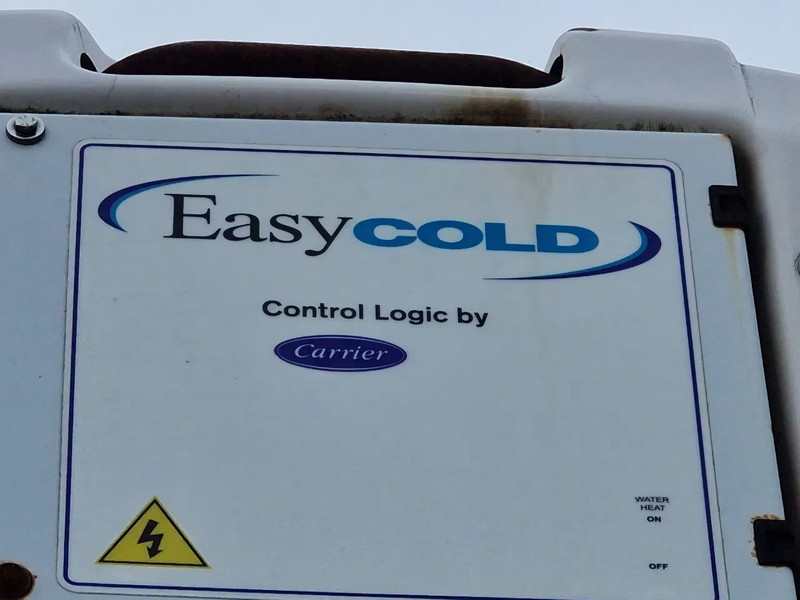 EasyCOLD
Control Logic by
Carrier
WATER
HEAT
ON
OFF